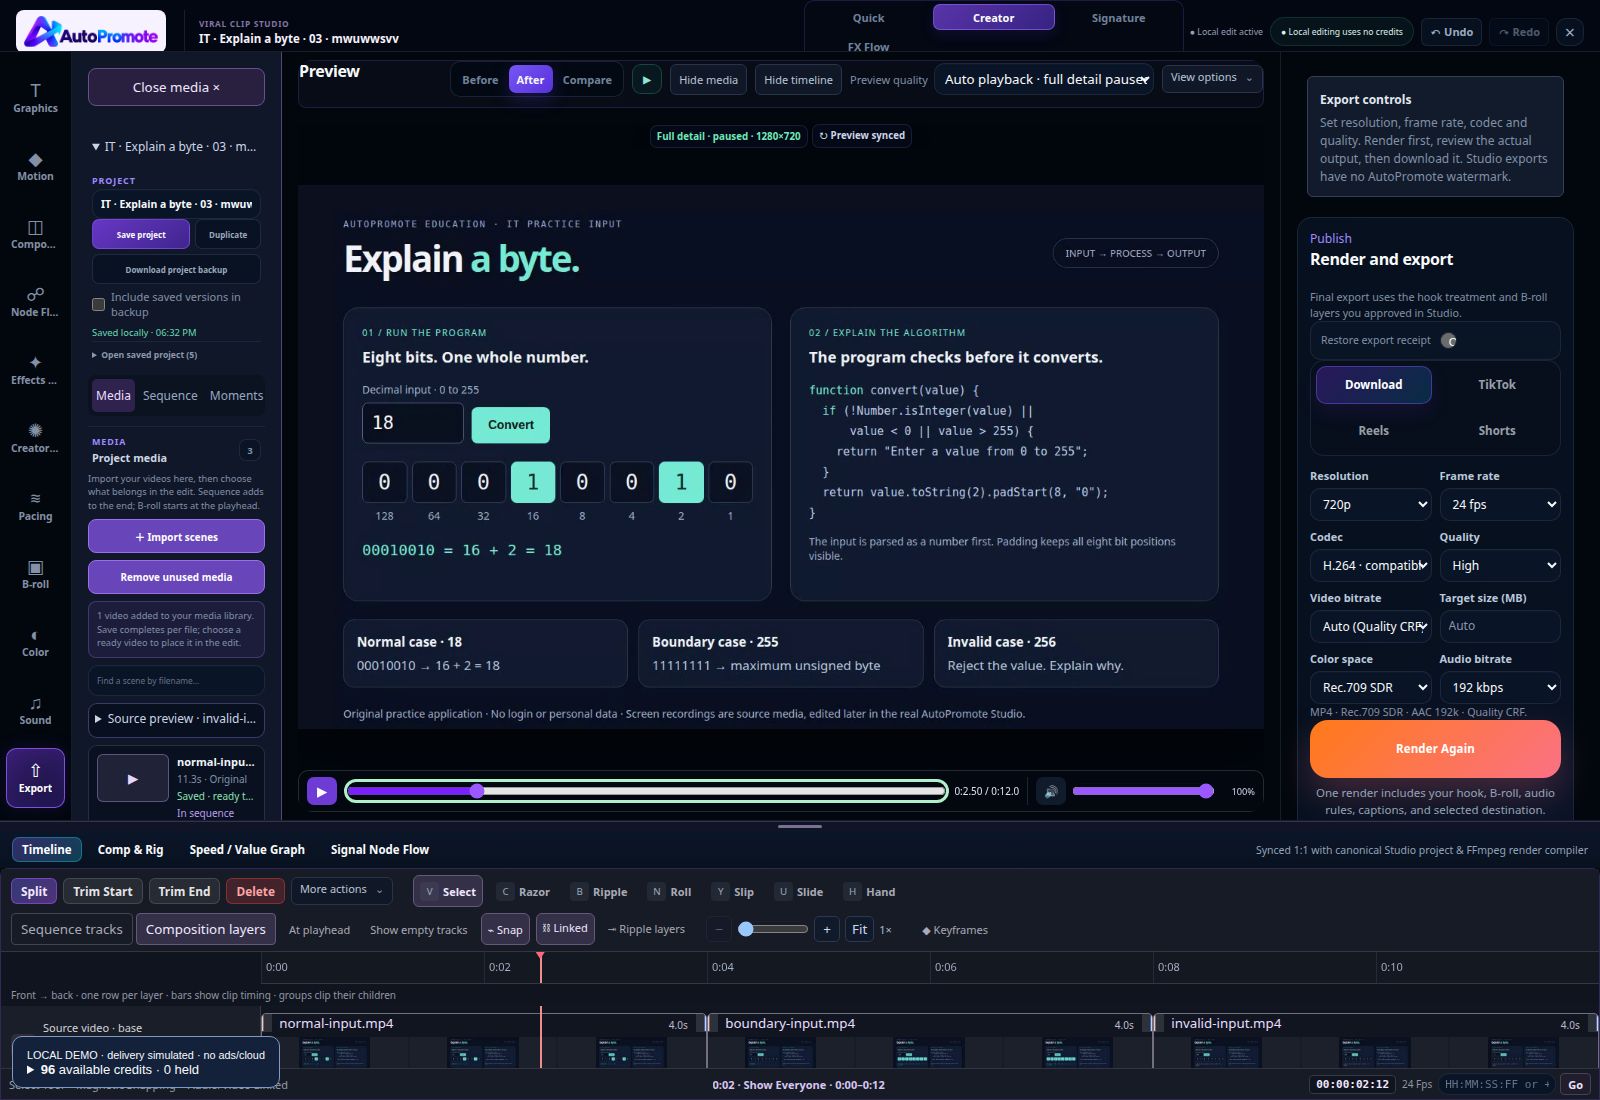 AutoPromote
VIRAL CLIP STUDIO
IT · Explain a byte · 03 · mwuwwsvv
Quick
Creator
Signature
FX Flow
● Local edit active
● Local editing uses no credits
↶ Undo
↷ Redo
✕
T
Graphics
Motion
Compo...
Node Fl...
Effects ...
Creator...
Pacing
B-roll
Color
Sound
Export
Close media ×
▼ IT · Explain a byte · 03 · m...
PROJECT
IT · Explain a byte · 03 · mwuw
Save project
Duplicate
Download project backup
Include saved versions in
backup
Saved locally · 06:32 PM
▶ Open saved project (5)
Media
Sequence
Moments
MEDIA
Project media
3
Import your videos here, then choose
what belongs in the edit. Sequence adds
to the end; B-roll starts at the playhead.
+ Import scenes
Remove unused media
1 video added to your media library.
Save completes per file; choose a
ready video to place it in the edit.
Find a scene by filename...
▶ Source preview · invalid-i...
normal-inpu...
11.3s · Original
Saved · ready t...
In sequence
Preview
Before
After
Compare
▶
Hide media
Hide timeline
Preview quality
Auto playback · full detail paused
View options
Full detail · paused · 1280×720
↻ Preview synced
AUTOPROMOTE EDUCATION · IT PRACTICE INPUT
Explain a byte.
INPUT → PROCESS → OUTPUT
01 / RUN THE PROGRAM
Eight bits. One whole number.
Decimal input · 0 to 255
18
Convert
0 0 0 1 0 0 1 0
128 64 32 16 8 4 2 1
00010010 = 16 + 2 = 18
02 / EXPLAIN THE ALGORITHM
The program checks before it converts.
function convert(value) {
if (!Number.isInteger(value) ||
value < 0 || value > 255) {
return "Enter a value from 0 to 255";
}
return value.toString(2).padStart(8, "0");
}
The input is parsed as a number first. Padding keeps all eight bit positions
visible.
Normal case · 18
00010010 → 16 + 2 = 18
Boundary case · 255
11111111 → maximum unsigned byte
Invalid case · 256
Reject the value. Explain why.
Original practice application · No login or personal data · Screen recordings are source media, edited later in the real AutoPromote Studio.
▶
0:2.50 / 0:12.0
100%
Export controls
Set resolution, frame rate, codec and
quality. Render first, review the actual
output, then download it. Studio exports
have no AutoPromote watermark.
Publish
Render and export
Final export uses the hook treatment and B-roll
layers you approved in Studio.
Restore export receipt
Download
TikTok
Reels
Shorts
Resolution
Frame rate
720p
24 fps
Codec
Quality
H.264 · compatibl
High
Video bitrate
Target size (MB)
Auto (Quality CRF)
Auto
Color space
Audio bitrate
Rec.709 SDR
192 kbps
MP4 · Rec.709 SDR · AAC 192k · Quality CRF.
Render Again
One render includes your hook, B-roll, audio
rules, captions, and selected destination.
Timeline
Comp & Rig
Speed / Value Graph
Signal Node Flow
Synced 1:1 with canonical Studio project & FFmpeg render compiler
Split
Trim Start
Trim End
Delete
More actions
V Select
C Razor
B Ripple
N Roll
Y Slip
U Slide
H Hand
Sequence tracks
Composition layers
At playhead
Show empty tracks
Snap
Linked
Ripple layers
−
+
Fit
1×
◆ Keyframes
0:00
0:02
0:04
0:06
0:08
0:10
Front → back · one row per layer · bars show clip timing · groups clip their children
Source video · base
normal-input.mp4
4.0s
boundary-input.mp4
4.0s
invalid-input.mp4
4.0s
LOCAL DEMO · delivery simulated · no ads/cloud
▶ 96 available credits · 0 held
0:02 · Show Everyone · 0:00–0:12
00:00:02:12
24 Fps
HH:MM:SS:FF or +
Go